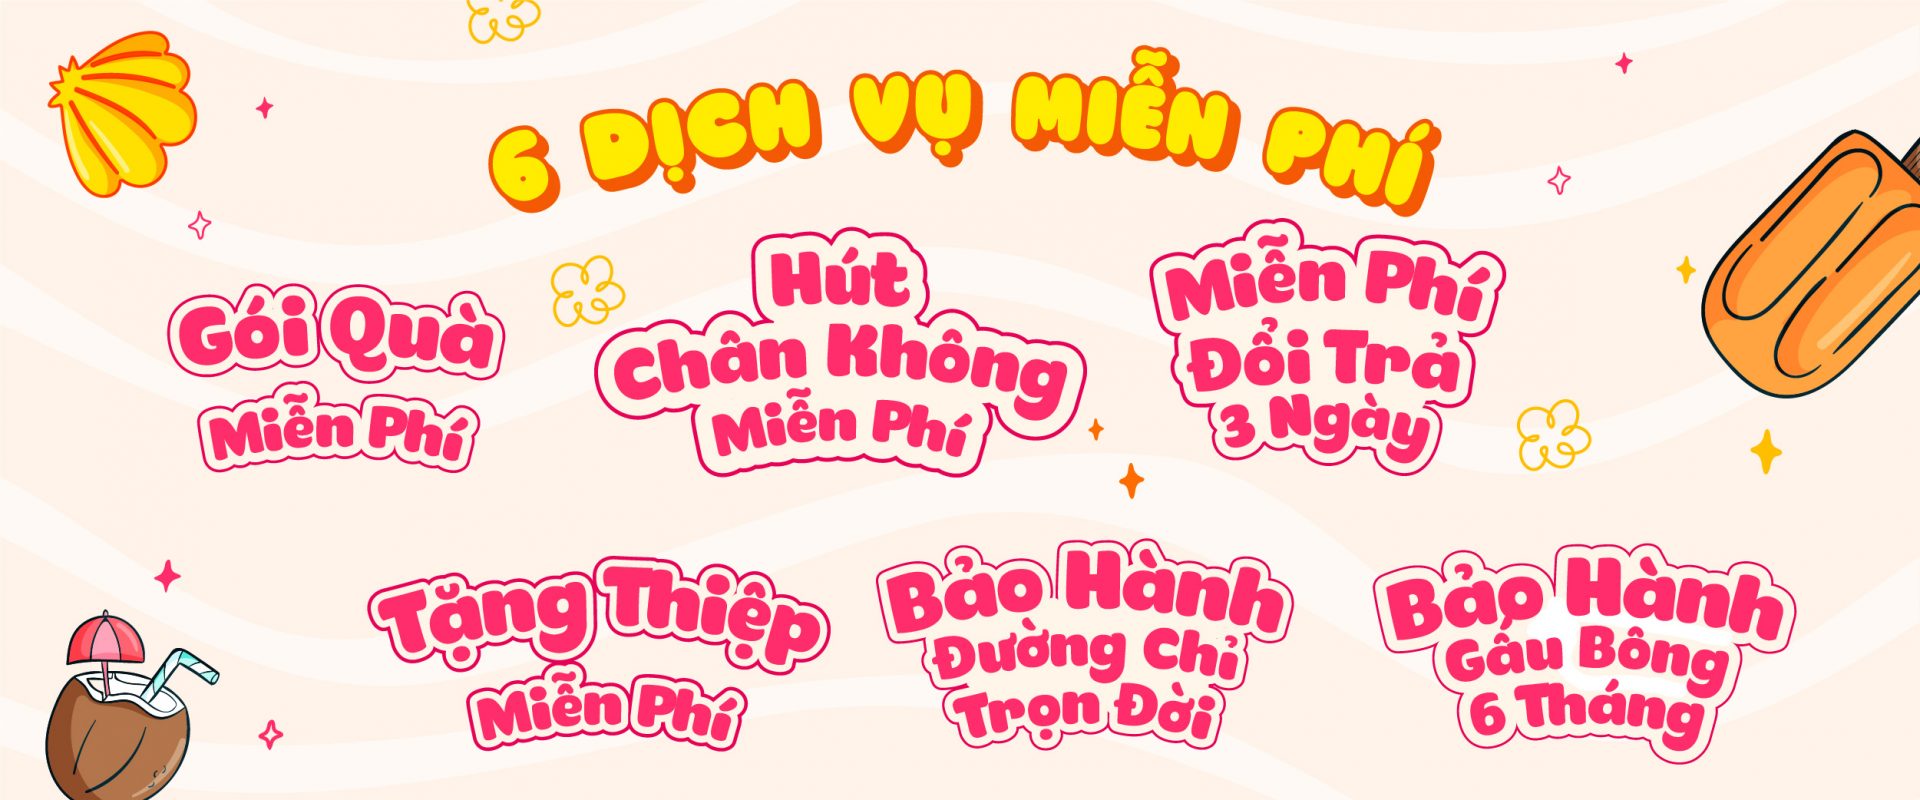 6 DỊCH VỤ MIỄN PHÍ
Gói Quà
Miễn Phí
Hút
Chân Không
Miễn Phí
Miễn Phí
Đổi Trả
3 Ngày
Tặng Thiệp
Miễn Phí
Bảo Hành
Đường Chỉ
Trọn Đời
Bảo Hành
Gấu Bông
6 Tháng